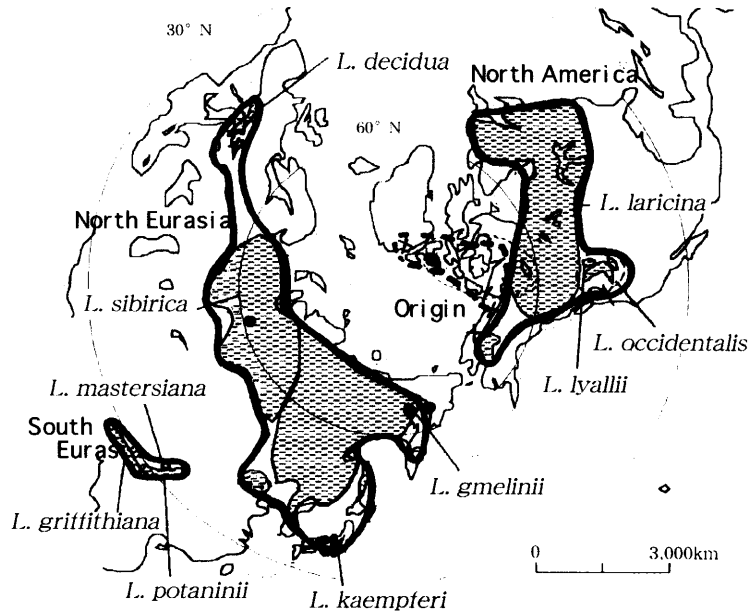 30° N
L. decidua
North America
60° N
L. laricina
North Eurasia
L. sibirica
Origin
L. occidentalis
L. mastersiana
L. lyallii
South
Euras
L. gmelinii
L. griffithiana
0 3,000km
L. potaninii
L. kaempferi